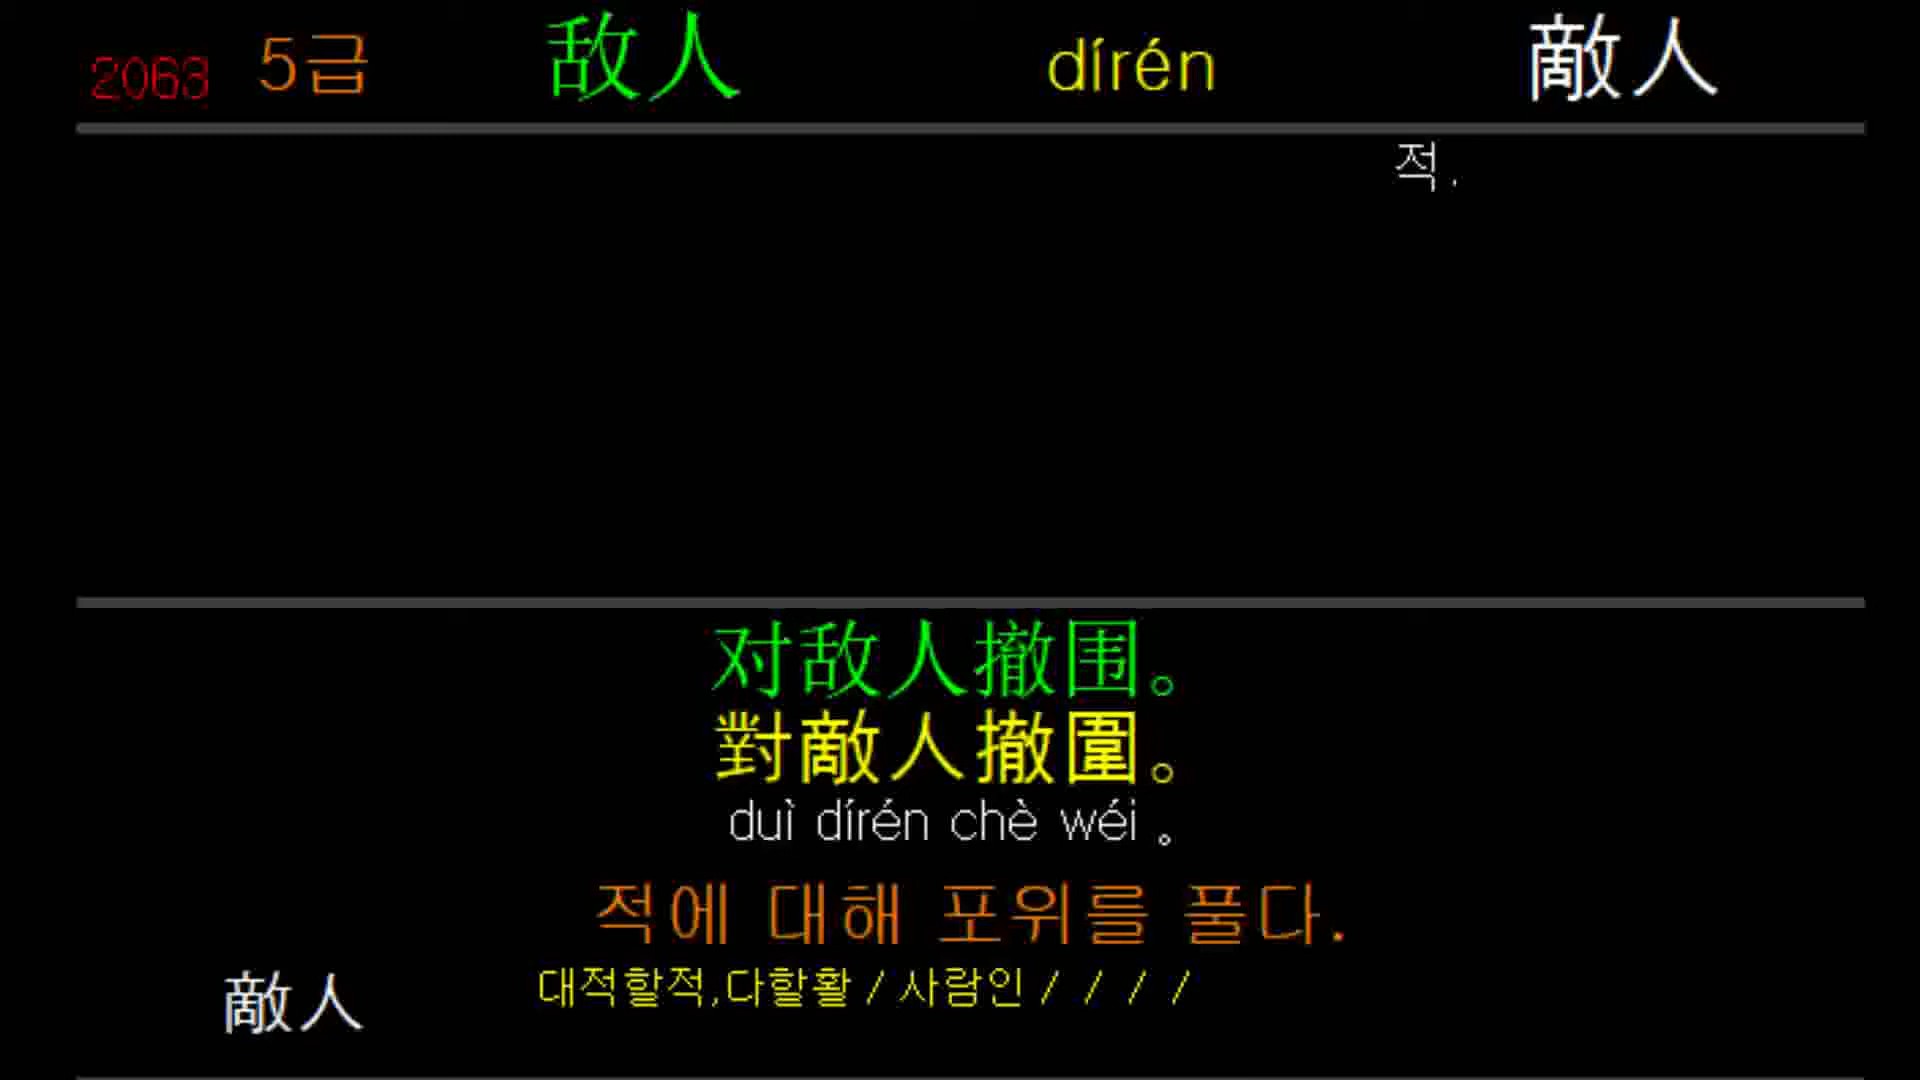 2063 5급 敌人 dírén 敵人
적.
对敌人撤围。
對敵人撤圍。
duì dírén chè wéi 。
적에 대해 포위를 풀다.
敵人 대적할적,다할활 / 사람인 / / / /